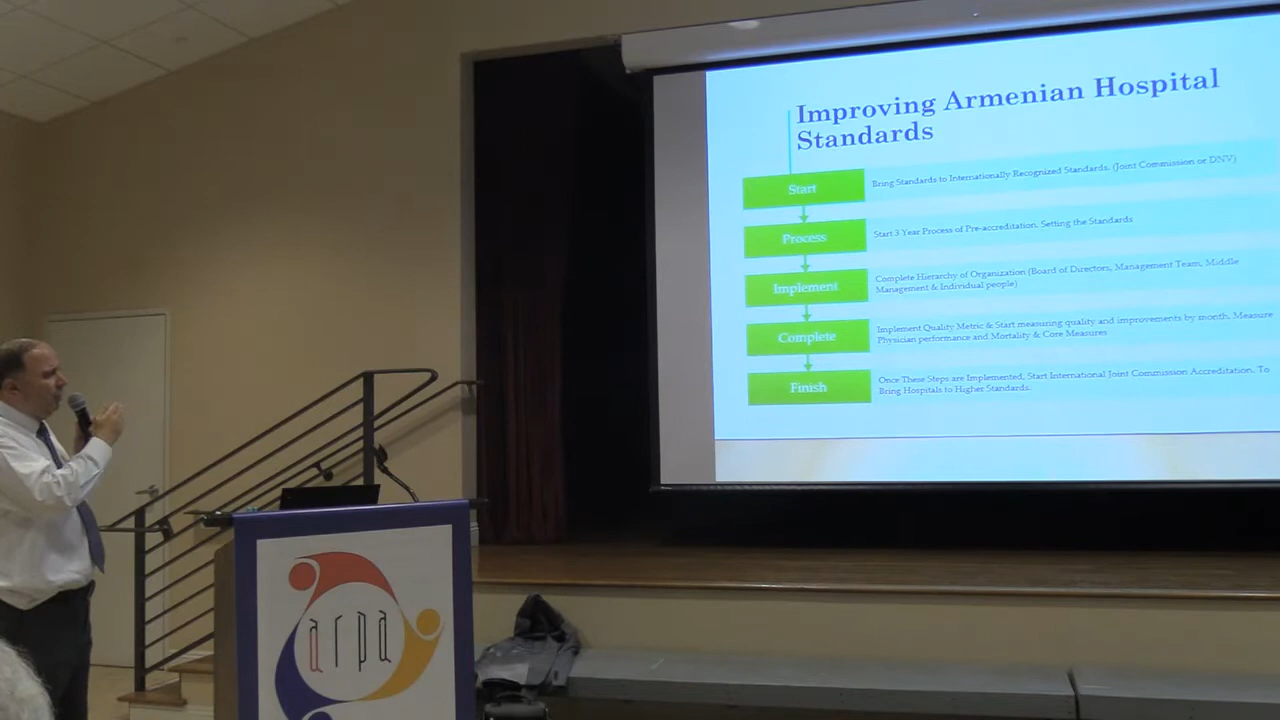 Improving Armenian Hospital
Standards
Start
Bring Standards to Internationally Recognized Standards. (Joint Commission or DNV)
Process
Start 3 Year Process of Pre-accreditation. Setting the Standards
Implement
Complete Hierarchy of Organization (Board of Directors, Management Team, Middle
Management & Individual people)
Complete
Implement Quality Metric & Start measuring quality and improvements by month. Measure
Physician performance and Mortality & Core Measures
Finish
Once These Steps are Implemented, Start International Joint Commission Accreditation. To
Bring Hospitals to Higher Standards.
arpa